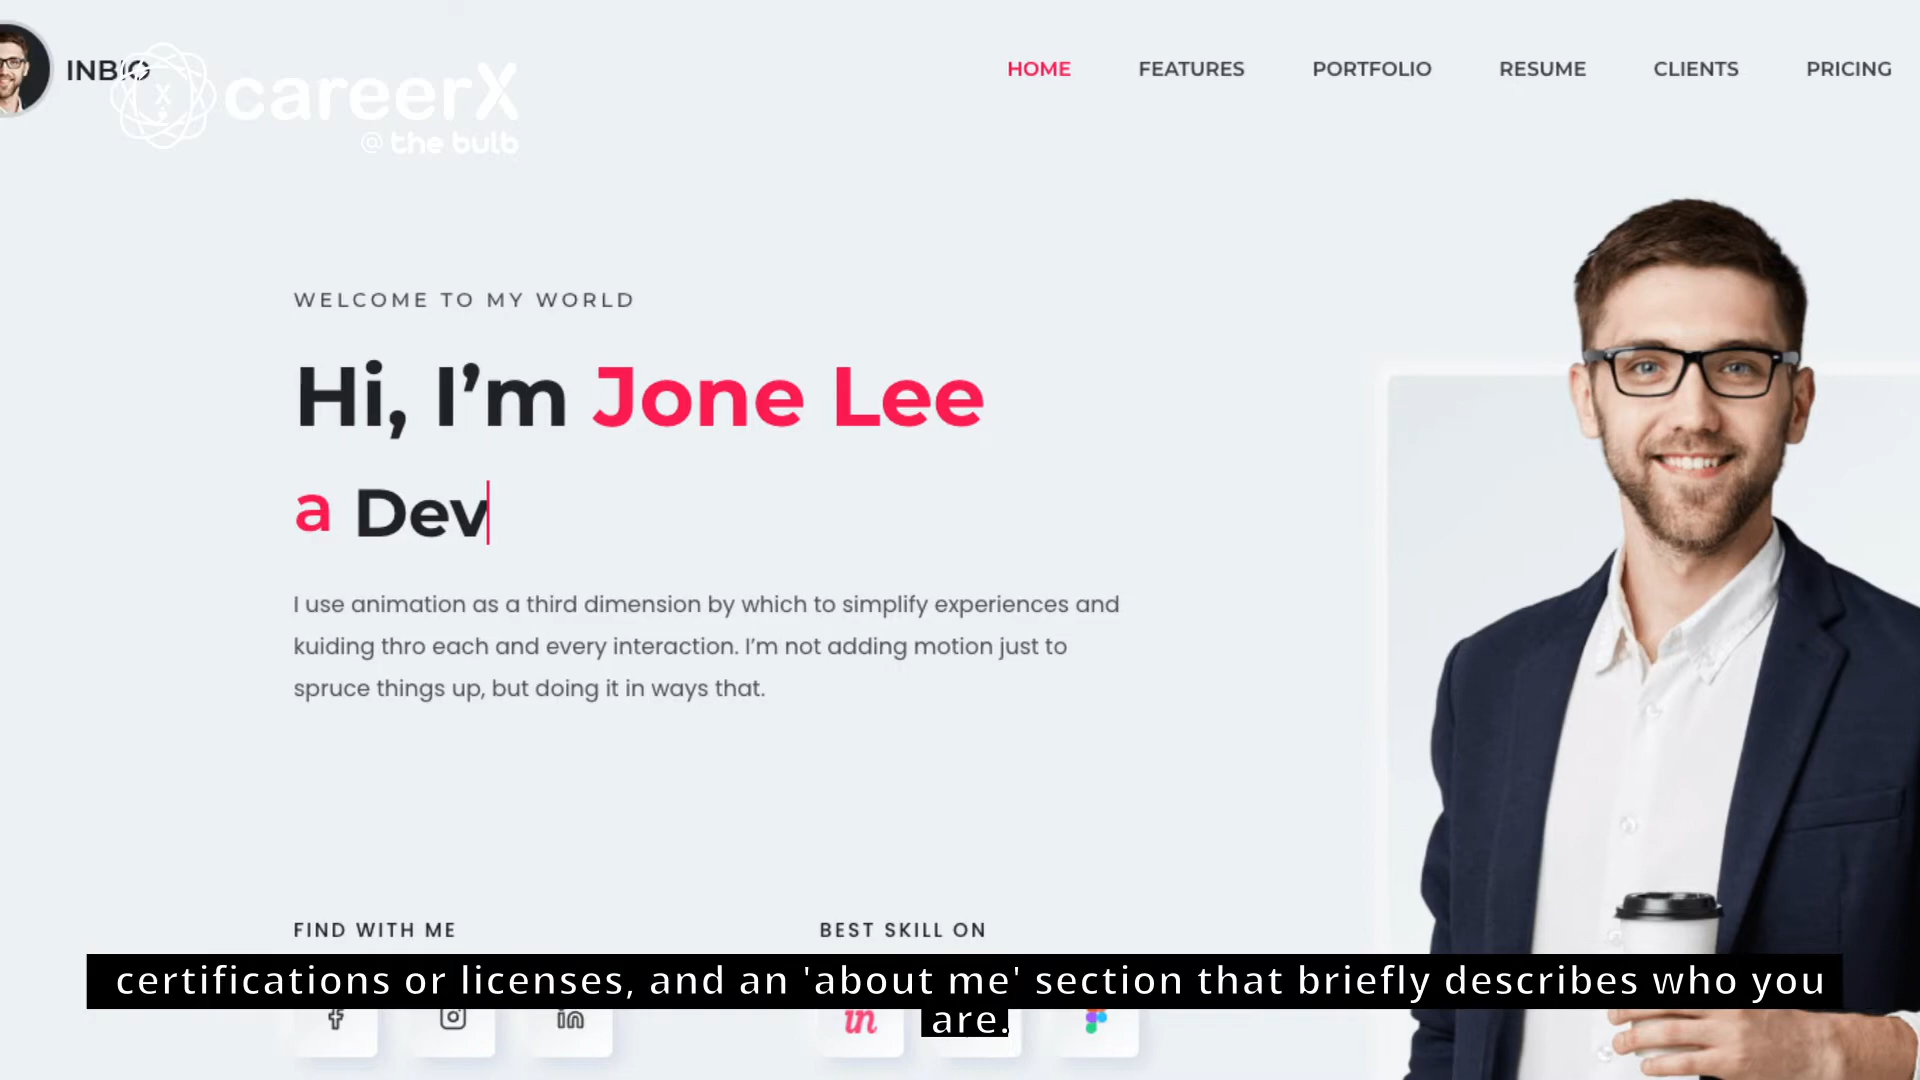 INBIO
careerX
@ the bulb
HOME FEATURES PORTFOLIO RESUME CLIENTS PRICING
WELCOME TO MY WORLD
Hi, I’m Jone Lee
a Dev
I use animation as a third dimension by which to simplify experiences and
kuiding thro each and every interaction. I’m not adding motion just to
spruce things up, but doing it in ways that.
FIND WITH ME
BEST SKILL ON
certifications or licenses, and an 'about me' section that briefly describes who you
are.
in
in